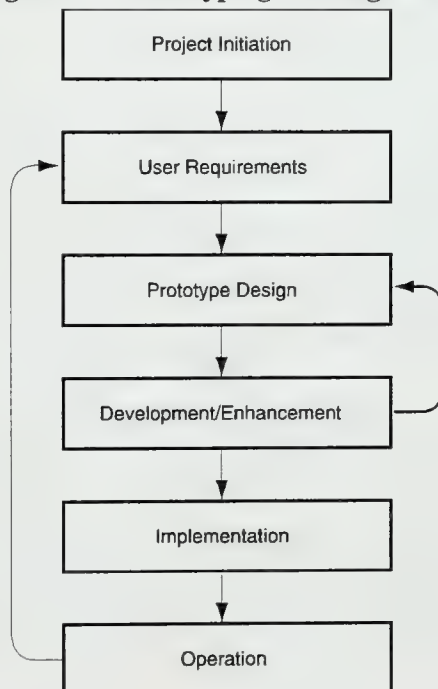 Project Initiation
User Requirements
Prototype Design
Development/Enhancement
Implementation
Operation